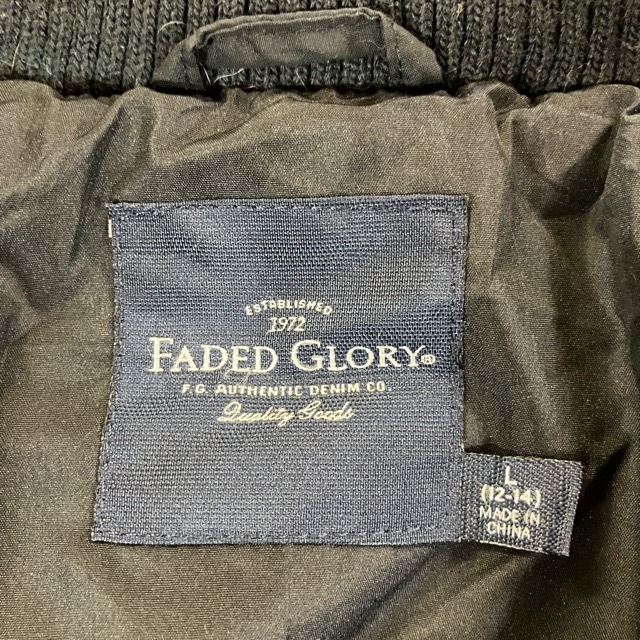 ESTABLISHED
1972
FADED GLORY®
F.G. AUTHENTIC DENIM CO.
Quality Goods
L
(12-14)
MADE IN
CHINA